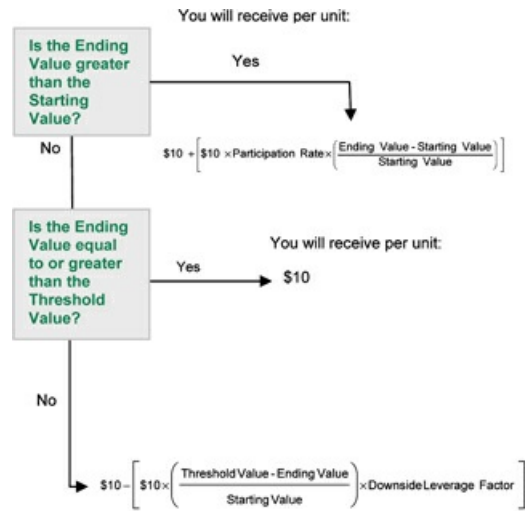 You will receive per unit:
Is the Ending
Value greater
than the
Starting
Value?
Yes
$10 + [$10 ×Participation Rate×(Ending Value - Starting Value / Starting Value)]
No
Is the Ending
Value equal
to or greater
than the
Threshold
Value?
You will receive per unit:
Yes
$10
No
$10− [$10×(Threshold Value - Ending Value / Starting Value)×Downside Leverage Factor]